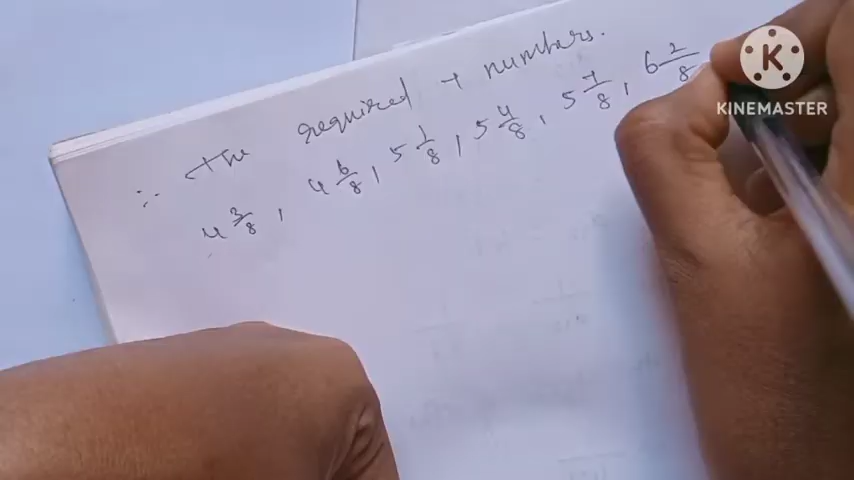 ∴ The required 7 numbers.
4 3/8, 4 6/8, 5 1/8, 5 4/8, 5 7/8, 6 2/8
K
KINEMASTER